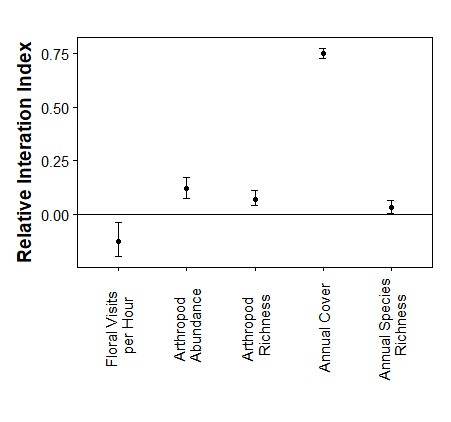 Relative Interation Index
0.75
0.50
0.25
0.00
Floral Visits
per Hour
Arthropod
Abundance
Arthropod
Richness
Annual Cover
Annual Species
Richness